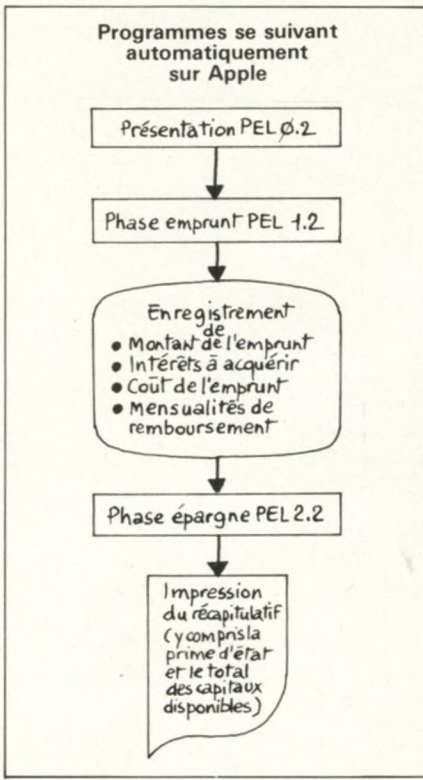 Programmes se suivant
automatiquement
sur Apple
Présentation PEL Ø.2
Phase emprunt PEL 1.2
Enregistrement
de
● Montant de l'emprunt
● Intérêts à acquérir
● Coût de l'emprunt
● Mensualités de
remboursement
Phase épargne PEL 2.2
Impression
du récapitulatif
(y compris la
prime d'état
et le total
des capitaux
disponibles)